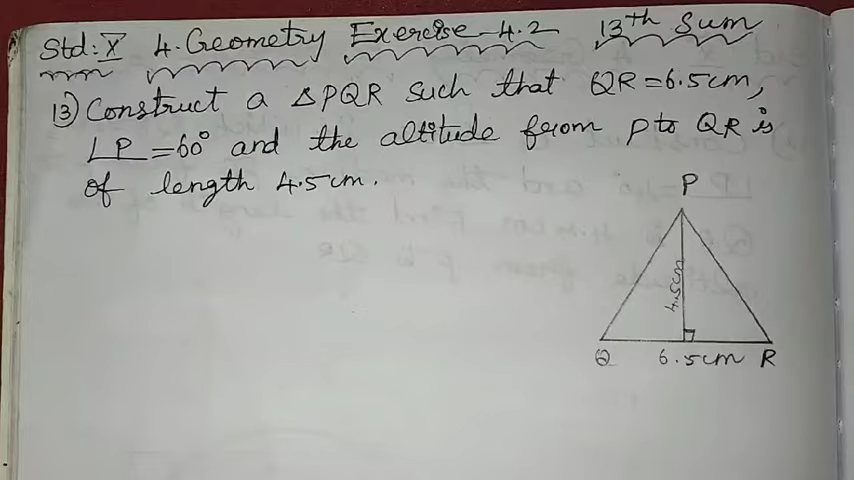 Std: X 4. Geometry Exercise-4.2 13th Sum
13) Construct a △PQR such that QR=6.5cm,
∠P=60° and the altitude from P to QR is
of length 4.5cm.
P
4.5cm
Q 6.5cm R